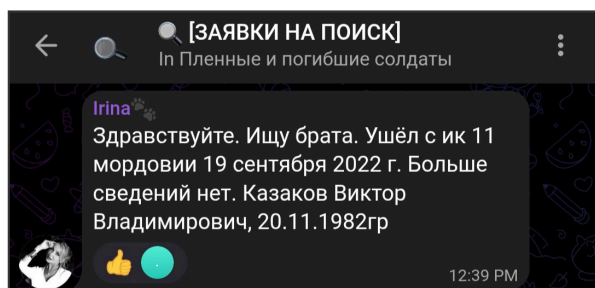 [ЗАЯВКИ НА ПОИСК]
In Пленные и погибшие солдаты
Irina
Здравствуйте. Ищу брата. Ушёл с ик 11
мордовии 19 сентября 2022 г. Больше
сведений нет. Казаков Виктор
Владимирович, 20.11.1982гр
12:39 PM